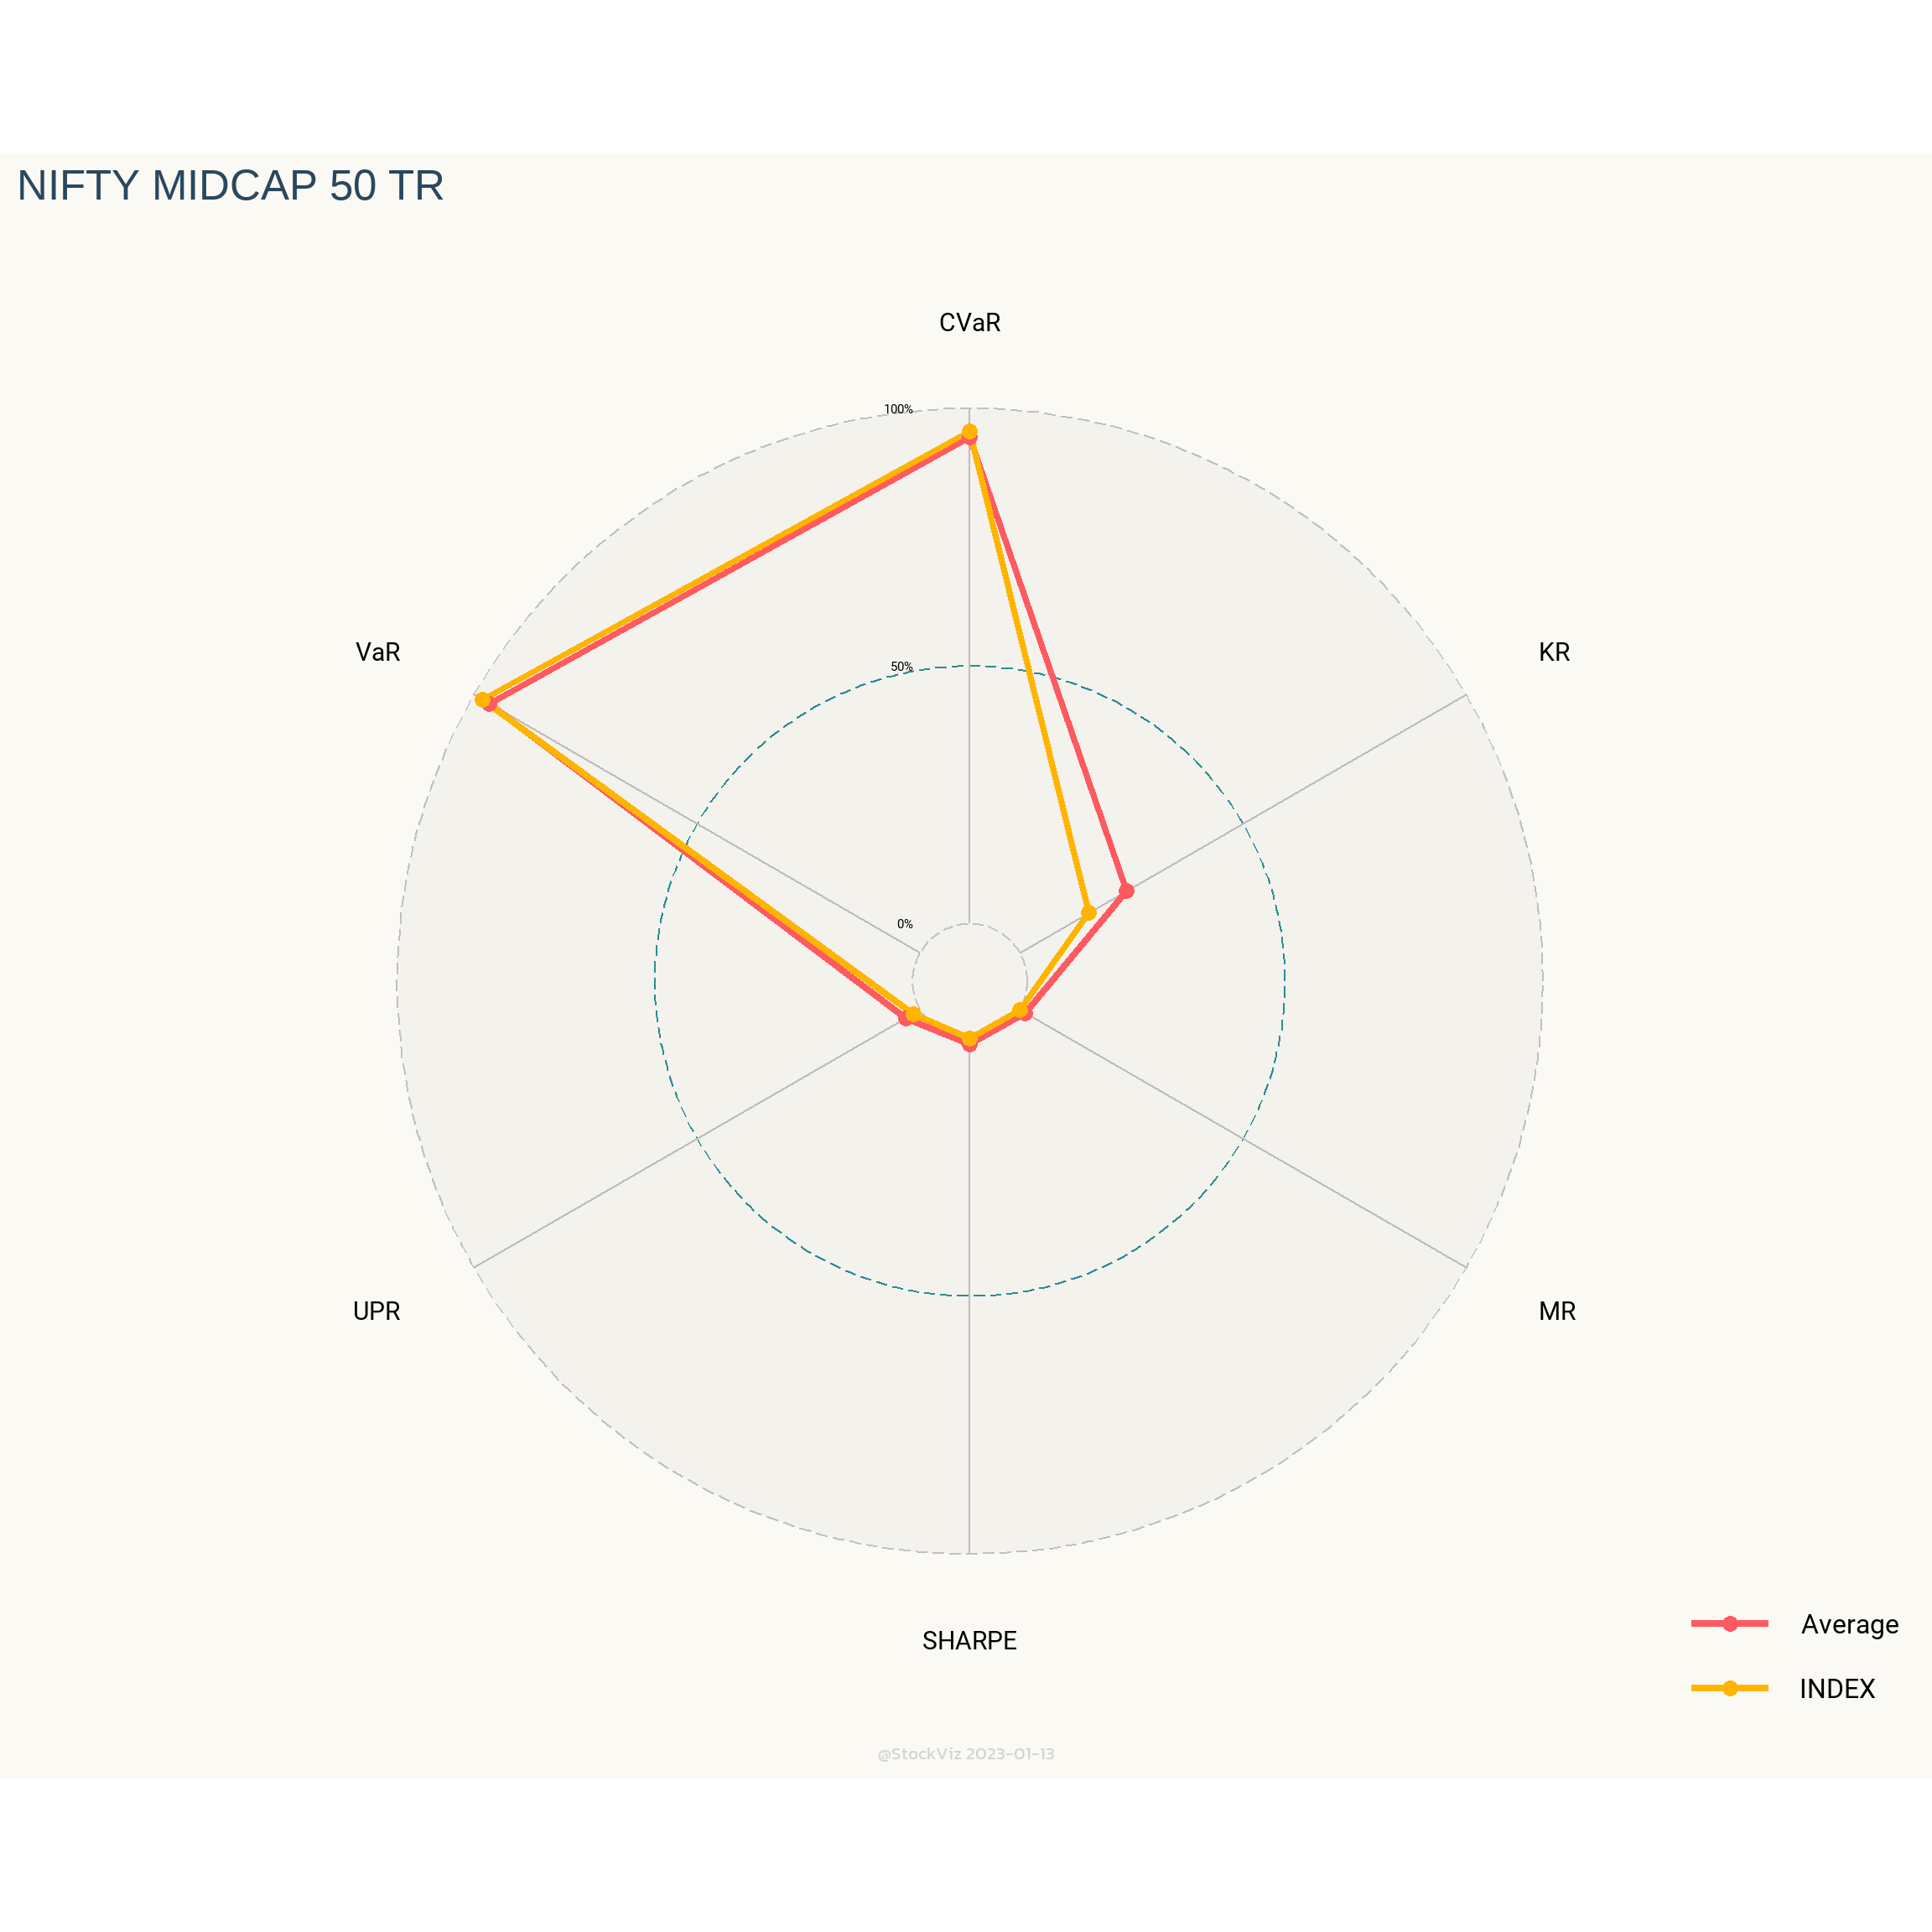 NIFTY MIDCAP 50 TR
CVaR
100%
KR
VaR
50%
0%
UPR
MR
SHARPE
Average
INDEX
@StockViz 2023-01-13